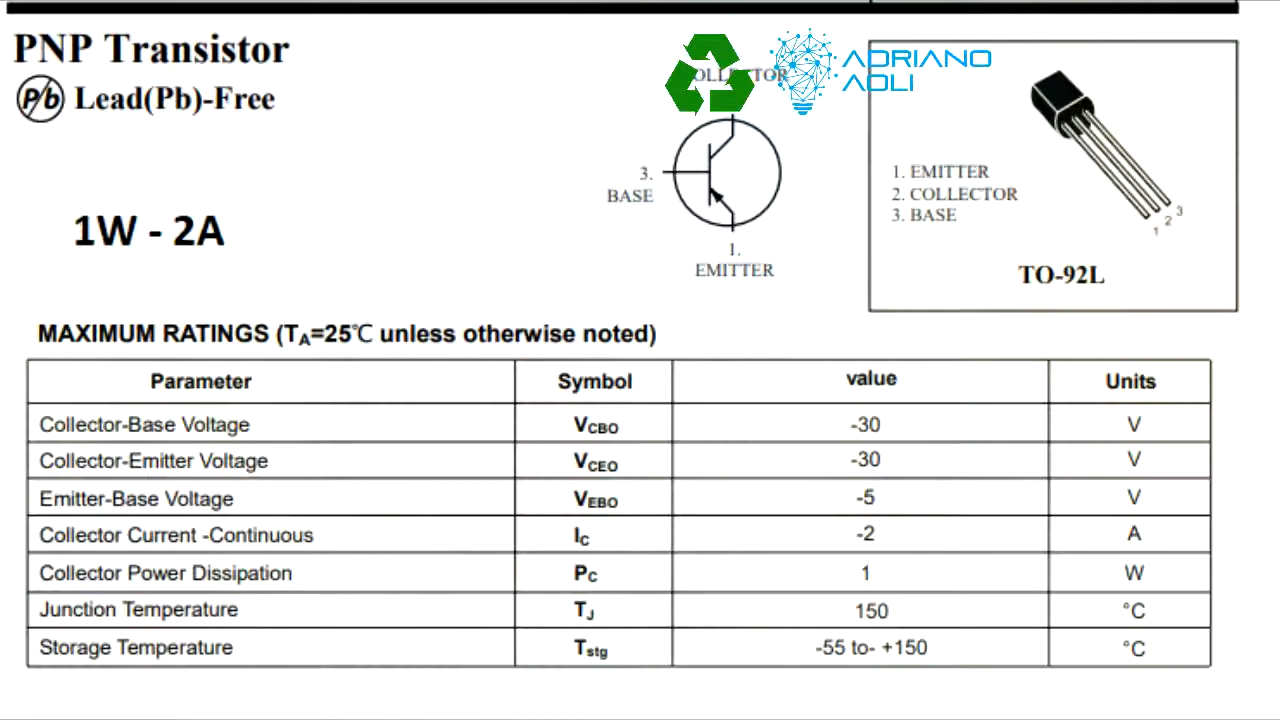 PNP Transistor
Pb Lead(Pb)-Free
1W - 2A
COLLECTOR
3.
BASE
1.
EMITTER
ADRIANO
AOLI
1. EMITTER
2. COLLECTOR
3. BASE
1
2
3
TO-92L
MAXIMUM RATINGS (TA=25℃ unless otherwise noted)
Parameter Symbol value Units
Collector-Base Voltage VCBO -30 V
Collector-Emitter Voltage VCEO -30 V
Emitter-Base Voltage VEBO -5 V
Collector Current -Continuous IC -2 A
Collector Power Dissipation PC 1 W
Junction Temperature TJ 150 °C
Storage Temperature Tstg -55 to- +150 °C